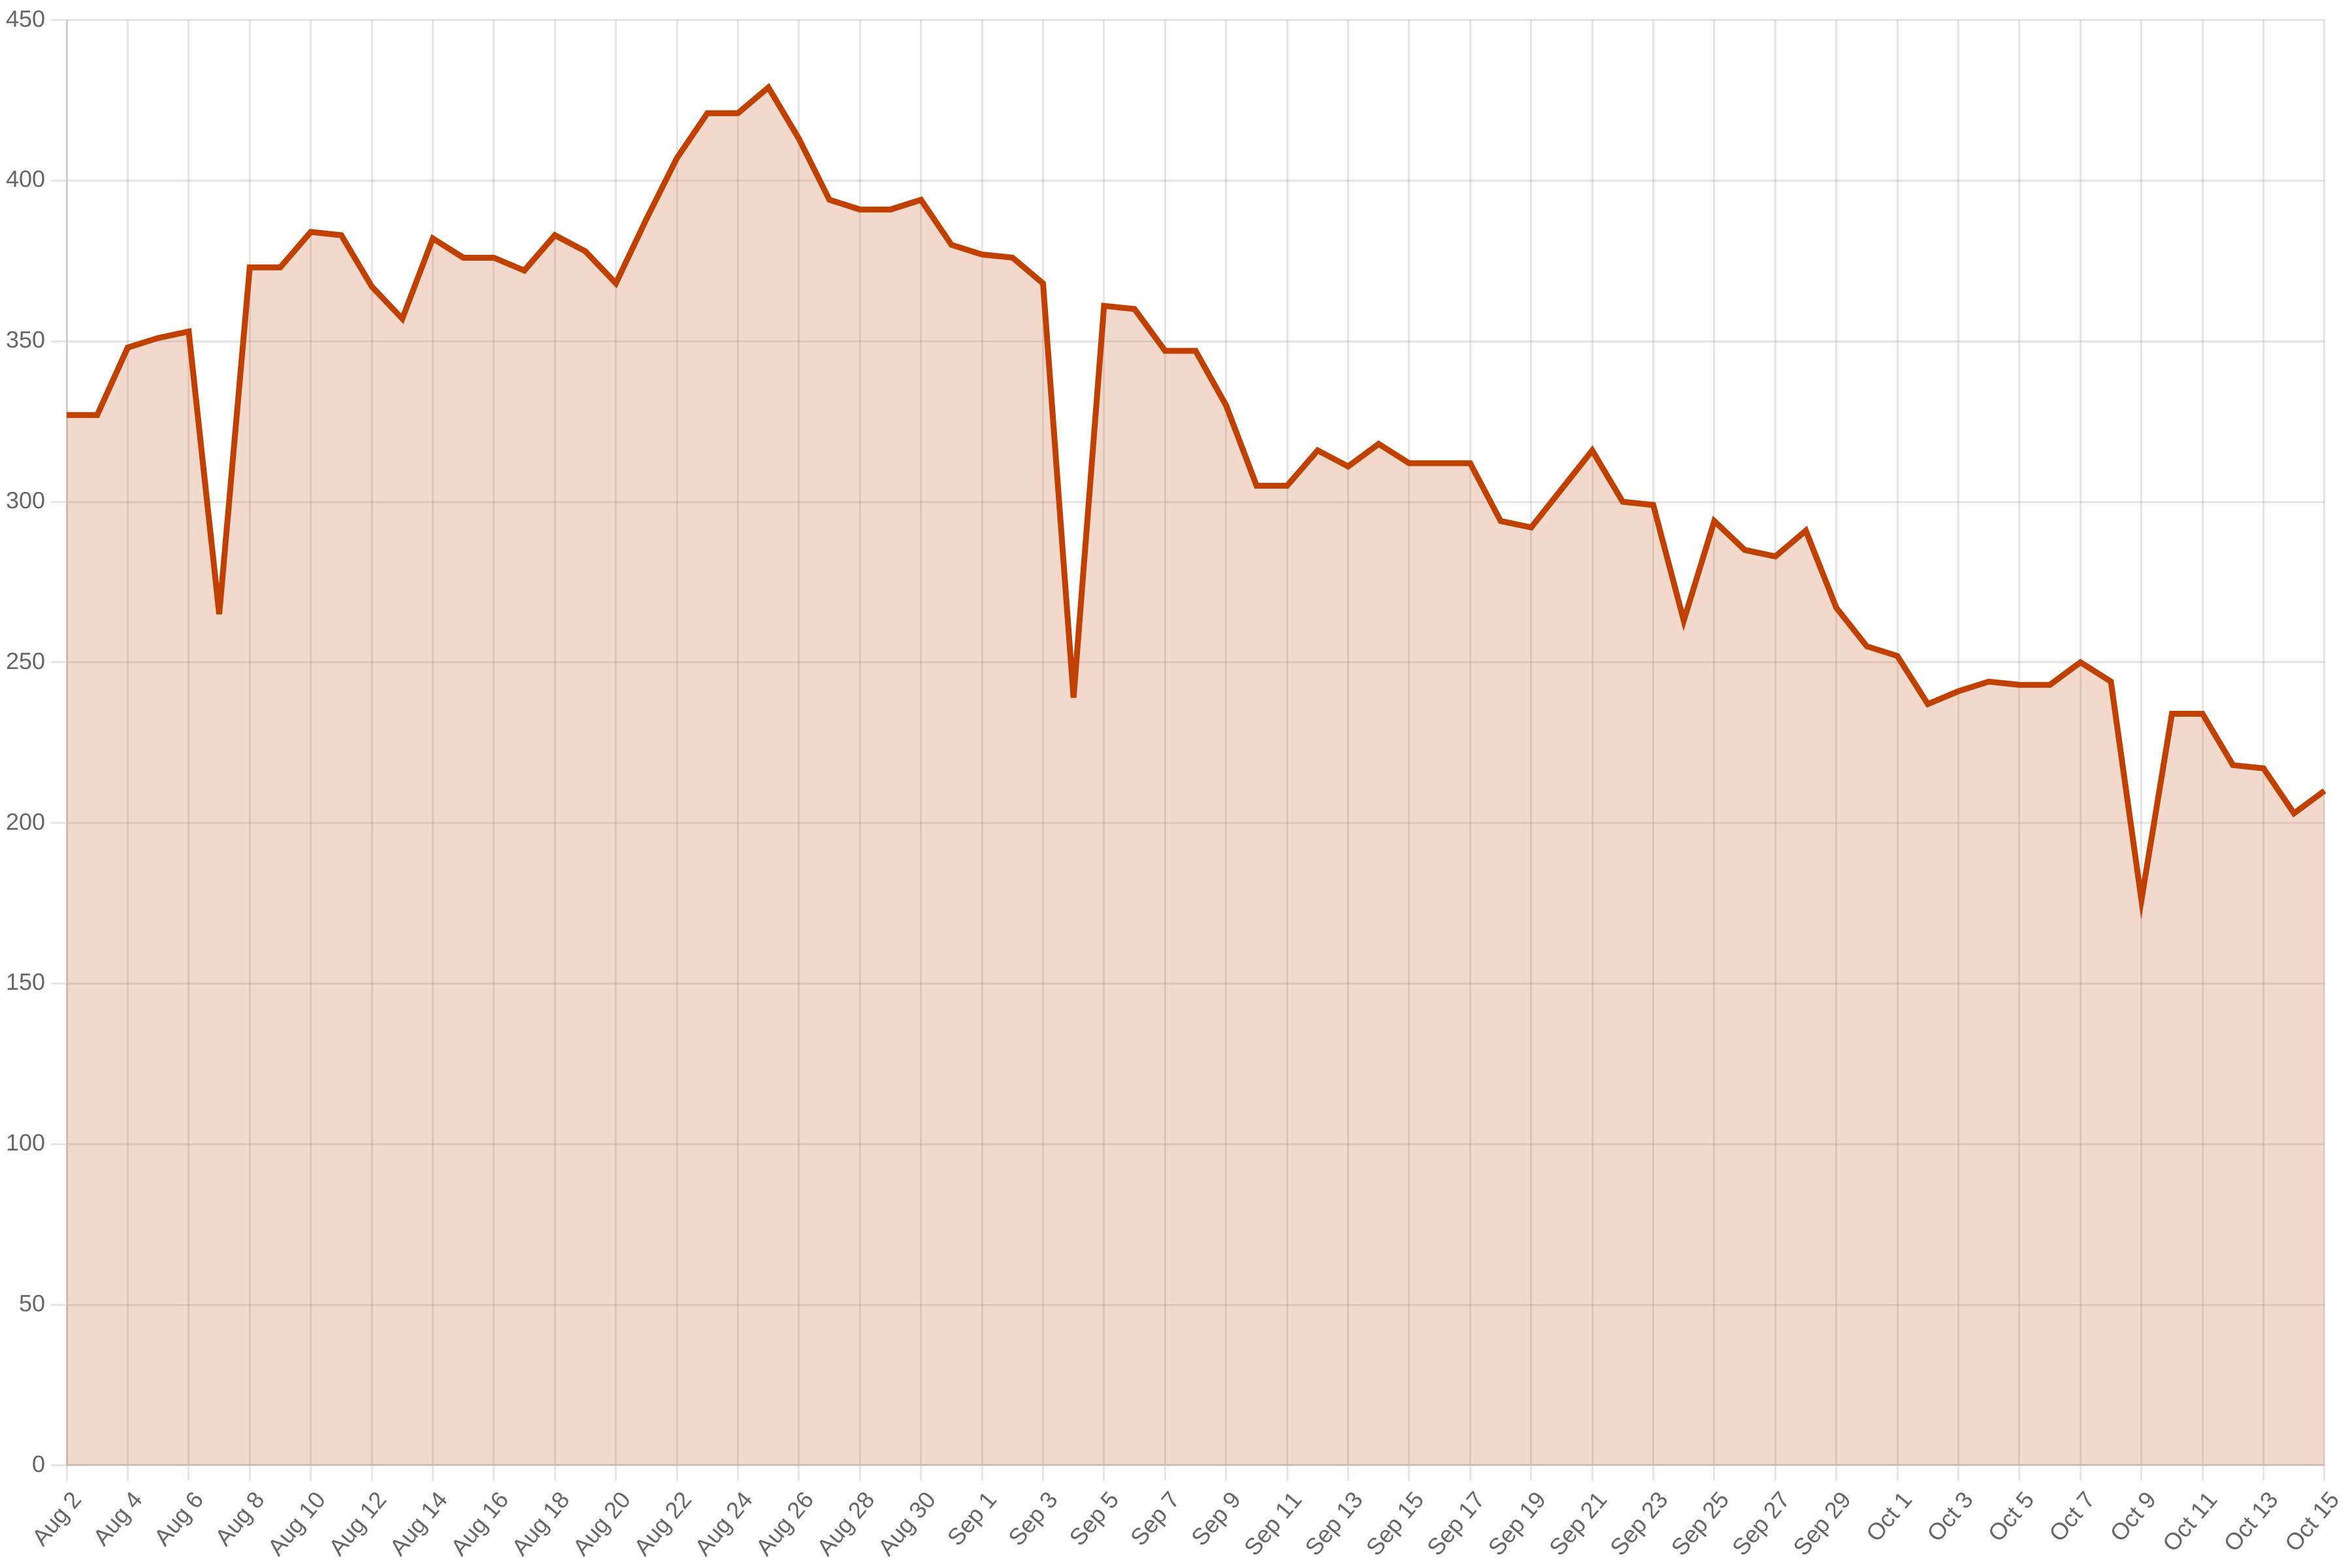 450
400
350
300
250
200
150
100
50
0
Aug 2
Aug 4
Aug 6
Aug 8
Aug 10
Aug 12
Aug 14
Aug 16
Aug 18
Aug 20
Aug 22
Aug 24
Aug 26
Aug 28
Aug 30
Sep 1
Sep 3
Sep 5
Sep 7
Sep 9
Sep 11
Sep 13
Sep 15
Sep 17
Sep 19
Sep 21
Sep 23
Sep 25
Sep 27
Sep 29
Oct 1
Oct 3
Oct 5
Oct 7
Oct 9
Oct 11
Oct 13
Oct 15